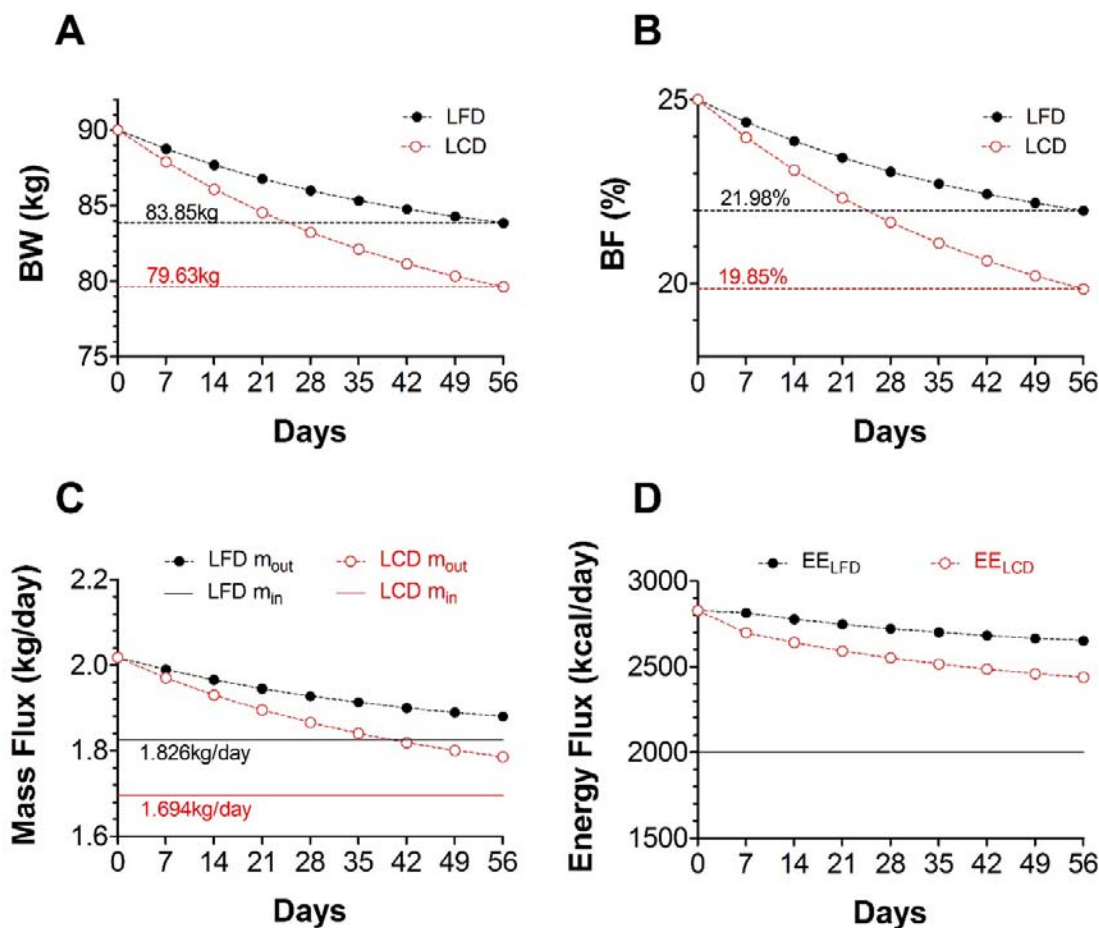 A
BW (kg)
90
85
80
75
LFD
LCD
83.85kg
79.63kg
0 7 14 21 28 35 42 49 56
Days
B
BF (%)
25
20
LFD
LCD
21.98%
19.85%
0 7 14 21 28 35 42 49 56
Days
C
LFD mout LCD mout
LFD min LCD min
Mass Flux (kg/day)
2.2
2.0
1.8
1.6
1.826kg/day
1.694kg/day
0 7 14 21 28 35 42 49 56
Days
D
EELFD EELCD
Energy Flux (kcal/day)
3000
2500
2000
1500
0 7 14 21 28 35 42 49 56
Days